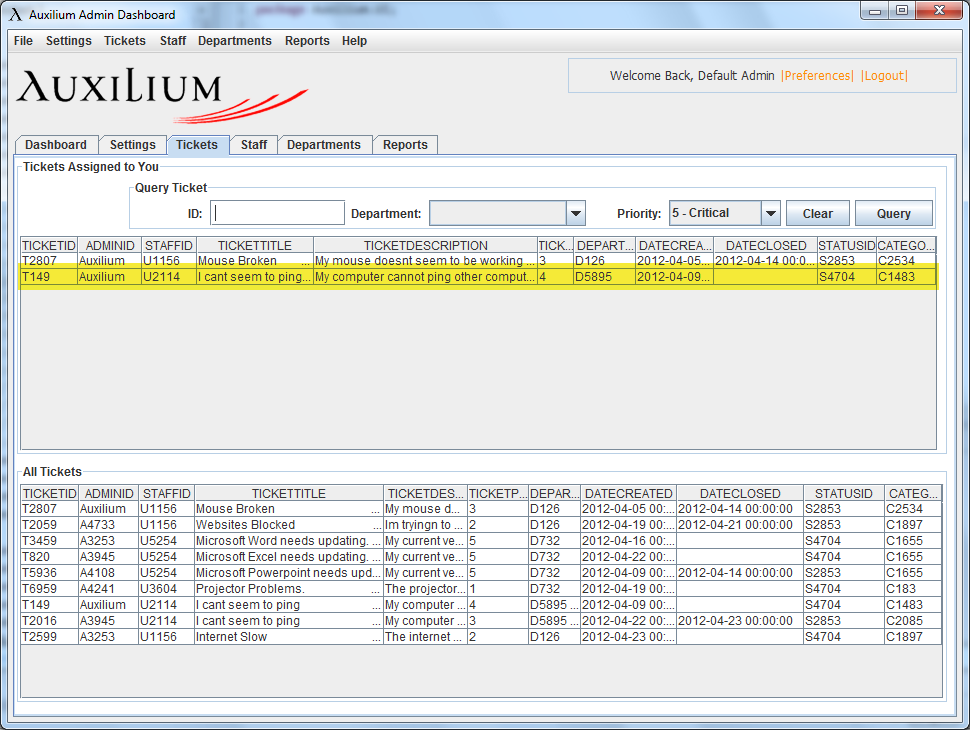 Auxilium Admin Dashboard
File Settings Tickets Staff Departments Reports Help
AUXILIUM
Welcome Back, Default Admin |Preferences| |Logout|
Dashboard Settings Tickets Staff Departments Reports
Tickets Assigned to You
Query Ticket
ID: Department: Priority: 5 - Critical Clear Query
TICKETID ADMINID STAFFID TICKETTITLE TICKETDESCRIPTION TICK... DEPART... DATECREA... DATECLOSED STATUSID CATEGO...
T2807 Auxilium U1156 Mouse Broken ... My mouse doesnt seem to be working ... 3 D126 2012-04-05... 2012-04-14 00:0... S2853 C2534
T149 Auxilium U2114 I cant seem to ping... My computer cannot ping other comput... 4 D5895 2012-04-09... S4704 C1483
All Tickets
TICKETID ADMINID STAFFID TICKETTITLE TICKETDES... TICKETP... DEPAR... DATECREATED DATECLOSED STATUSID CATEG...
T2807 Auxilium U1156 Mouse Broken ... My mouse d... 3 D126 2012-04-05 00:... 2012-04-14 00:00:00 S2853 C2534
T2059 A4733 U1156 Websites Blocked ... Im tryingn to ... 2 D126 2012-04-19 00:... 2012-04-21 00:00:00 S2853 C1897
T3459 A3253 U5254 Microsoft Word needs updating. ... My current ve... 5 D732 2012-04-16 00:... S4704 C1655
T820 A3945 U5254 Microsoft Excel needs updating. ... My current ve... 5 D732 2012-04-22 00:... S4704 C1655
T5936 A4108 U5254 Microsoft Powerpoint needs upd... My current ve... 5 D732 2012-04-09 00:... 2012-04-14 00:00:00 S2853 C1655
T6959 A4241 U3604 Projector Problems. ... The projector... 1 D732 2012-04-19 00:... S4704 C183
T149 Auxilium U2114 I cant seem to ping ... My computer ... 4 D5895 ... 2012-04-09 00:... S4704 C1483
T2016 A3945 U2114 I cant seem to ping ... My computer ... 3 D5895 ... 2012-04-22 00:... 2012-04-23 00:00:00 S2853 C2085
T2599 A3253 U1156 Internet Slow ... The internet ... 2 D126 2012-04-23 00:... S4704 C1897